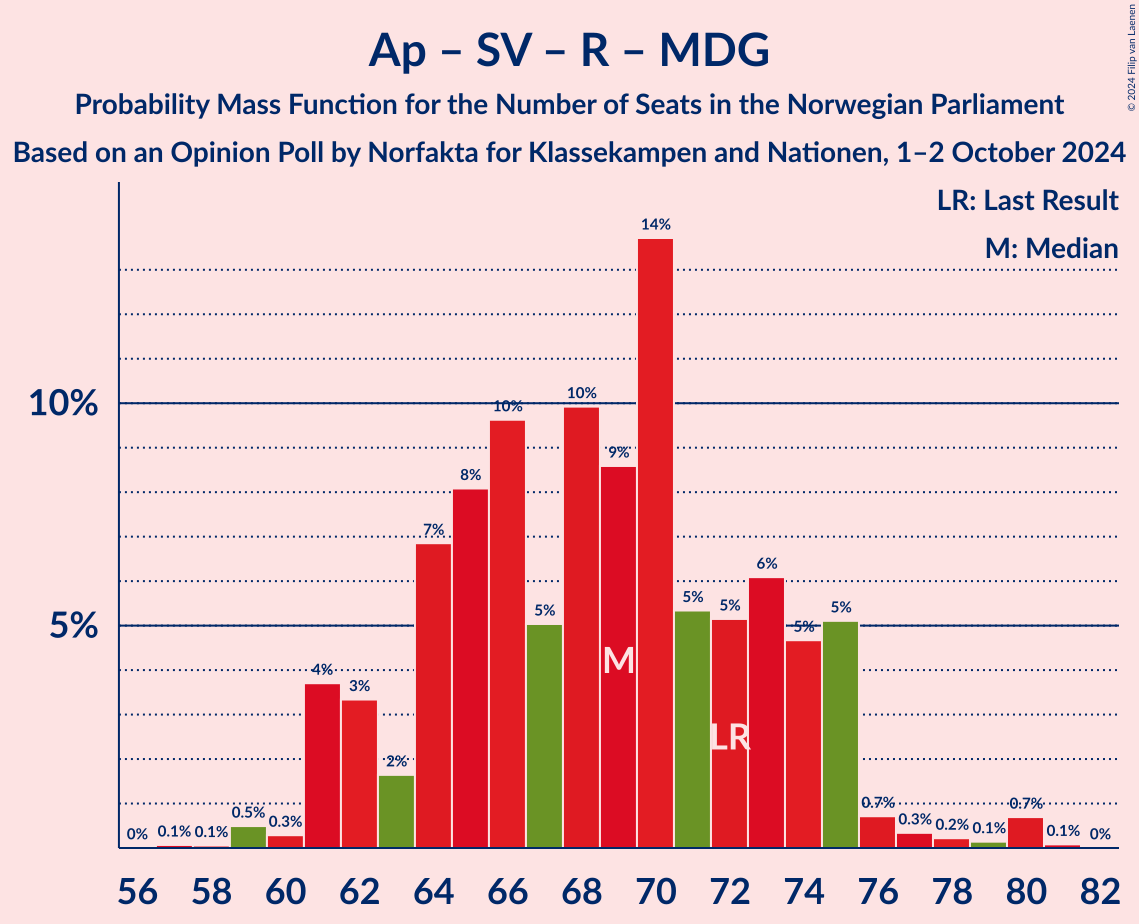 Ap – SV – R – MDG
Probability Mass Function for the Number of Seats in the Norwegian Parliament
Based on an Opinion Poll by Norfakta for Klassekampen and Nationen, 1–2 October 2024
© 2024 Filip van Laenen
LR: Last Result
M: Median
10%
5%
0% 0.1% 0.1% 0.5% 0.3% 4% 3% 2% 7% 8% 10% 5% 10% 9% 14% 5% 5% 6% 5% 5% 0.7% 0.3% 0.2% 0.1% 0.7% 0.1% 0%
M
LR
56 58 60 62 64 66 68 70 72 74 76 78 80 82